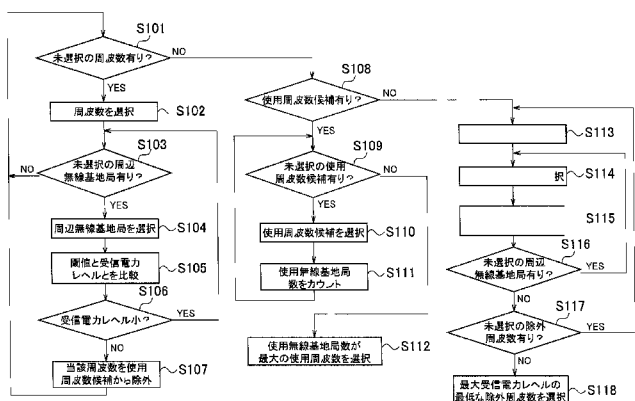 S101
未選択の周波数有り?
NO
YES
周波数を選択
S102
S103
未選択の周辺
無線基地局有り?
NO
YES
周辺無線基地局を選択
S104
閾値と受信電力
レベルとを比較
S105
S106
受信電力レベル小?
YES
NO
当該周波数を使用
周波数候補から除外
S107
S108
使用周波数候補有り?
NO
YES
S109
未選択の使用
周波数候補有り?
NO
YES
使用周波数候補を選択
S110
使用無線基地局
数をカウント
S111
使用無線基地局数が
最大の使用周波数を選択
S112
S113
択
S114
S115
S116
未選択の周辺
無線基地局有り?
YES
NO
S117
未選択の除外
周波数有り?
YES
NO
最大受信電力レベルの
最低な除外周波数を選択
S118